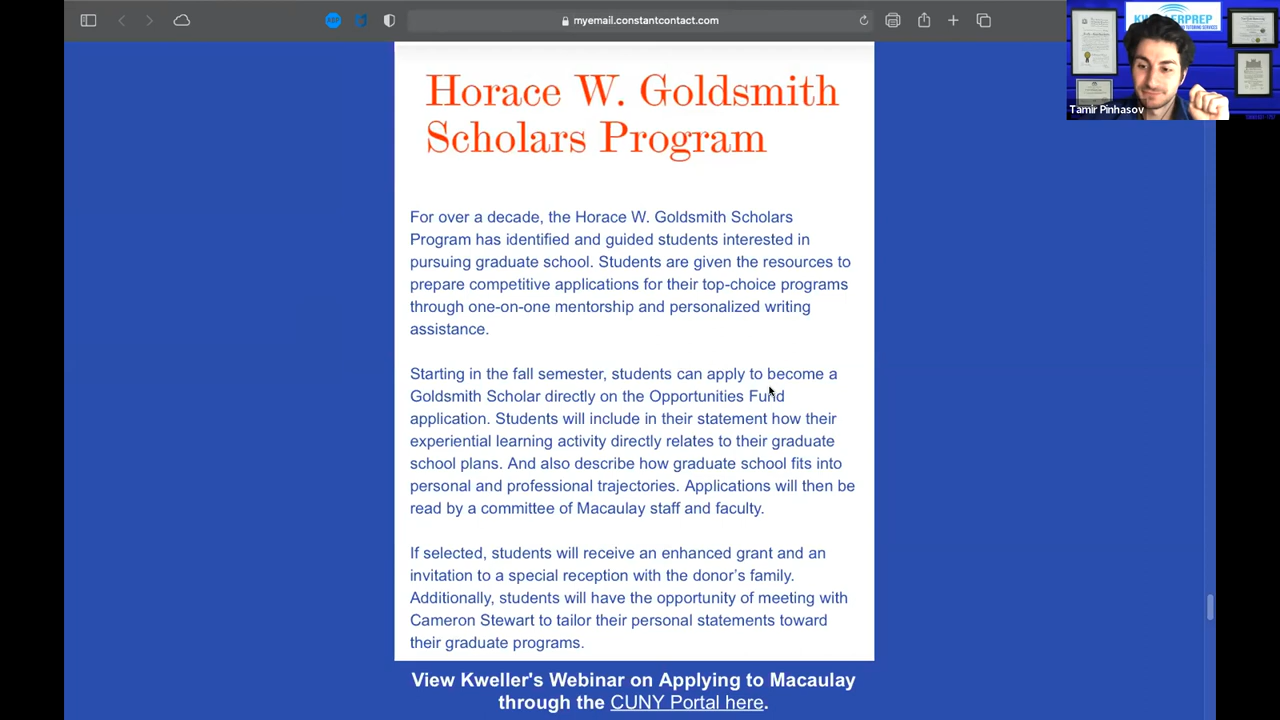 myemail.constantcontact.com
Tamir Pinhasov
Horace W. Goldsmith
Scholars Program
For over a decade, the Horace W. Goldsmith Scholars
Program has identified and guided students interested in
pursuing graduate school. Students are given the resources to
prepare competitive applications for their top-choice programs
through one-on-one mentorship and personalized writing
assistance.
Starting in the fall semester, students can apply to become a
Goldsmith Scholar directly on the Opportunities Fund
application. Students will include in their statement how their
experiential learning activity directly relates to their graduate
school plans. And also describe how graduate school fits into
personal and professional trajectories. Applications will then be
read by a committee of Macaulay staff and faculty.
If selected, students will receive an enhanced grant and an
invitation to a special reception with the donor's family.
Additionally, students will have the opportunity of meeting with
Cameron Stewart to tailor their personal statements toward
their graduate programs.
View Kweller's Webinar on Applying to Macaulay
through the CUNY Portal here.